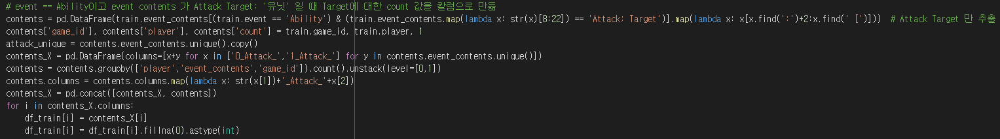 # event == Ability이고 event contents 가 Attack Target: '유닛' 일 때 Target에 대한 count 값을 칼럼으로 만듦
contents = pd.DataFrame(train.event_contents[(train.event == 'Ability') & (train.event_contents.map(lambda x: str(x)[8:22]) == 'Attack; Target')].map(lambda x: x[x.find(':')+2:x.find(' [')]))  # Attack Target 만 추출
contents['game_id'], contents['player'], contents['count'] = train.game_id, train.player, 1
attack_unique = contents.event_contents.unique().copy()
contents_X = pd.DataFrame(columns=[x+y for x in ['0_Attack_','1_Attack_'] for y in contents.event_contents.unique()])
contents = contents.groupby(['player','event_contents','game_id']).count().unstack(level=[0,1])
contents.columns = contents.columns.map(lambda x: str(x[1])+'_Attack_'+x[2])
contents_X = pd.concat([contents_X, contents])
for i in contents_X.columns:
    df_train[i] = contents_X[i]
    df_train[i] = df_train[i].fillna(0).astype(int)